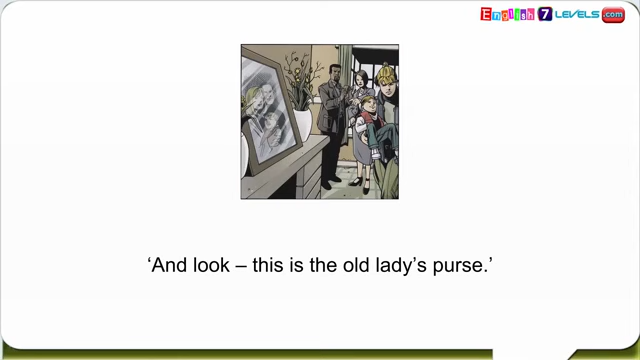 English 7 LEVELS .com
‘And look – this is the old lady’s purse.’